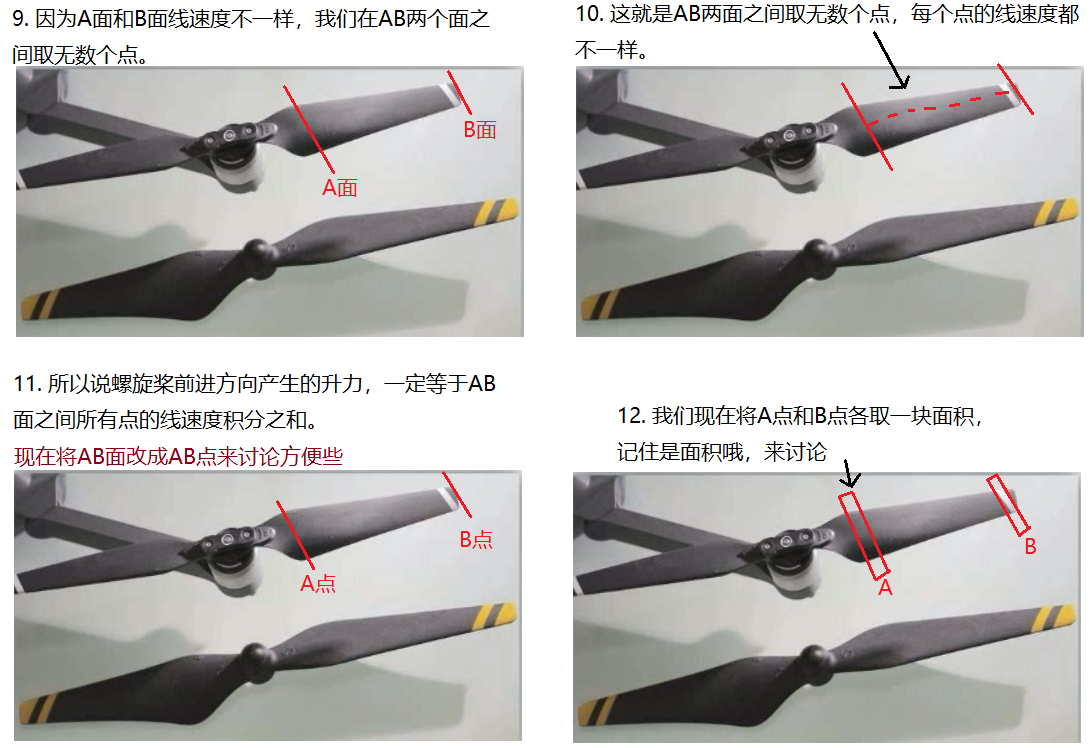 9. 因为A面和B面线速度不一样，我们在AB两个面之
间取无数个点。
B面
A面
10. 这就是AB两面之间取无数个点，每个点的线速度都
不一样。
11. 所以说螺旋桨前进方向产生的升力，一定等于AB
面之间所有点的线速度积分之和。
现在将AB面改成AB点来讨论方便些
B点
A点
12. 我们现在将A点和B点各取一块面积，
记住是面积哦，来讨论
B
A